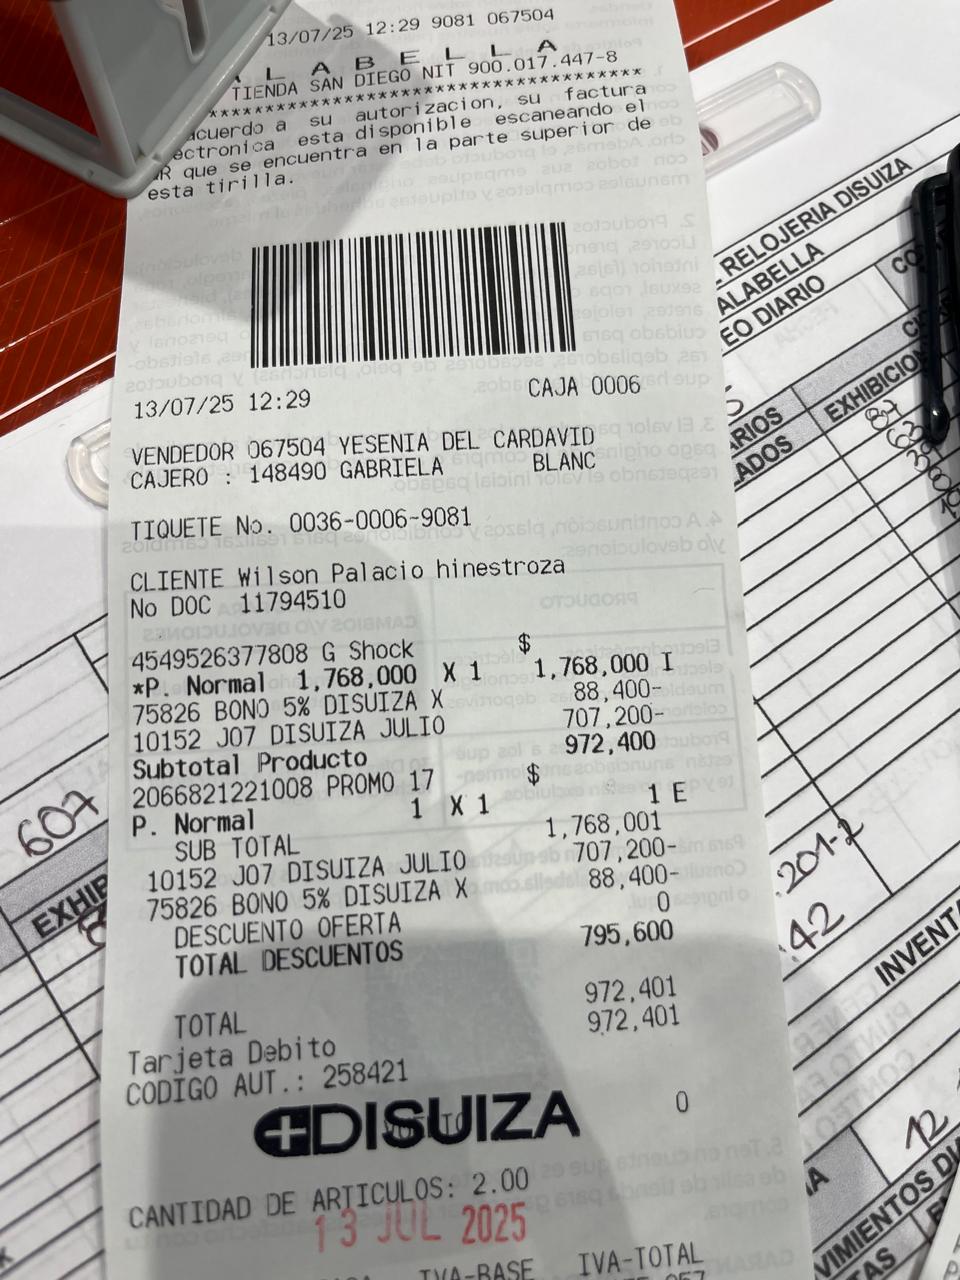 13/07/25 12:29 9081 067504
A L A B E L L A
TIENDA SAN DIEGO NIT 900.017.447-8
****************************************
acuerdo a su autorizacion, su factura
ectronica esta disponible escaneando el
R que se encuentra en la parte superior de
esta tirilla.
13/07/25 12:29 CAJA 0006
VENDEDOR 067504 YESENIA DEL CARDAVID
CAJERO : 148490 GABRIELA BLANC
TIQUETE No. 0036-0006-9081
CLIENTE Wilson Palacio hinestroza
No DOC 11794510
4549526377808 G Shock $
*P. Normal 1,768,000 X 1 1,768,000 I
75826 BONO 5% DISUIZA X 88,400-
10152 J07 DISUIZA JULIO 707,200-
Subtotal Producto 972,400
2066821221008 PROMO 17 $
P. Normal 1 X 1 1 E
SUB TOTAL 1,768,001
10152 J07 DISUIZA JULIO 707,200-
75826 BONO 5% DISUIZA X 88,400-
DESCUENTO OFERTA 0
TOTAL DESCUENTOS 795,600
TOTAL 972,401
Tarjeta Debito 972,401
CODIGO AUT.: 258421
DISUIZA 0
CANTIDAD DE ARTICULOS: 2.00
13 JUL 2025
IVA-BASE IVA-TOTAL
RELOJERIA DISUIZA
ALABELLA
EO DIARIO
EXHIBICION
ARIOS
ADOS
607
EXHIB
201-2
42
INVENTA
12
VIMIENTOS DI
TAS